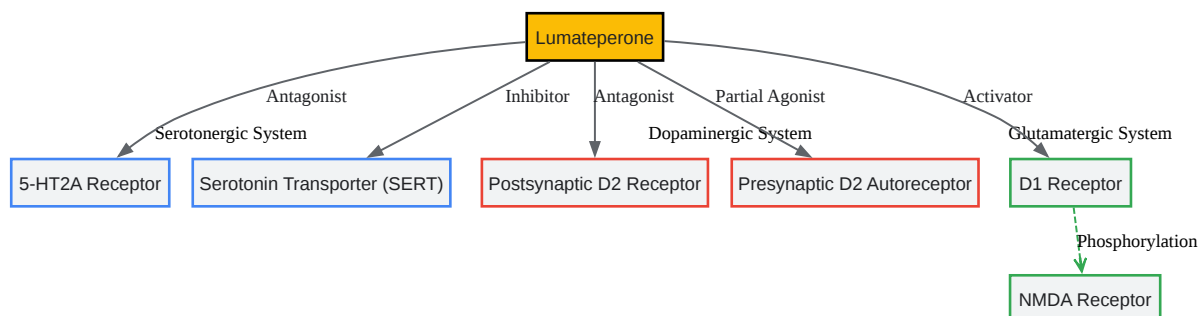 Lumateperone
Antagonist
Inhibitor
Antagonist
Partial Agonist
Activator
Serotonergic System
Dopaminergic System
Glutamatergic System
5-HT2A Receptor
Serotonin Transporter (SERT)
Postsynaptic D2 Receptor
Presynaptic D2 Autoreceptor
D1 Receptor
Phosphorylation
NMDA Receptor